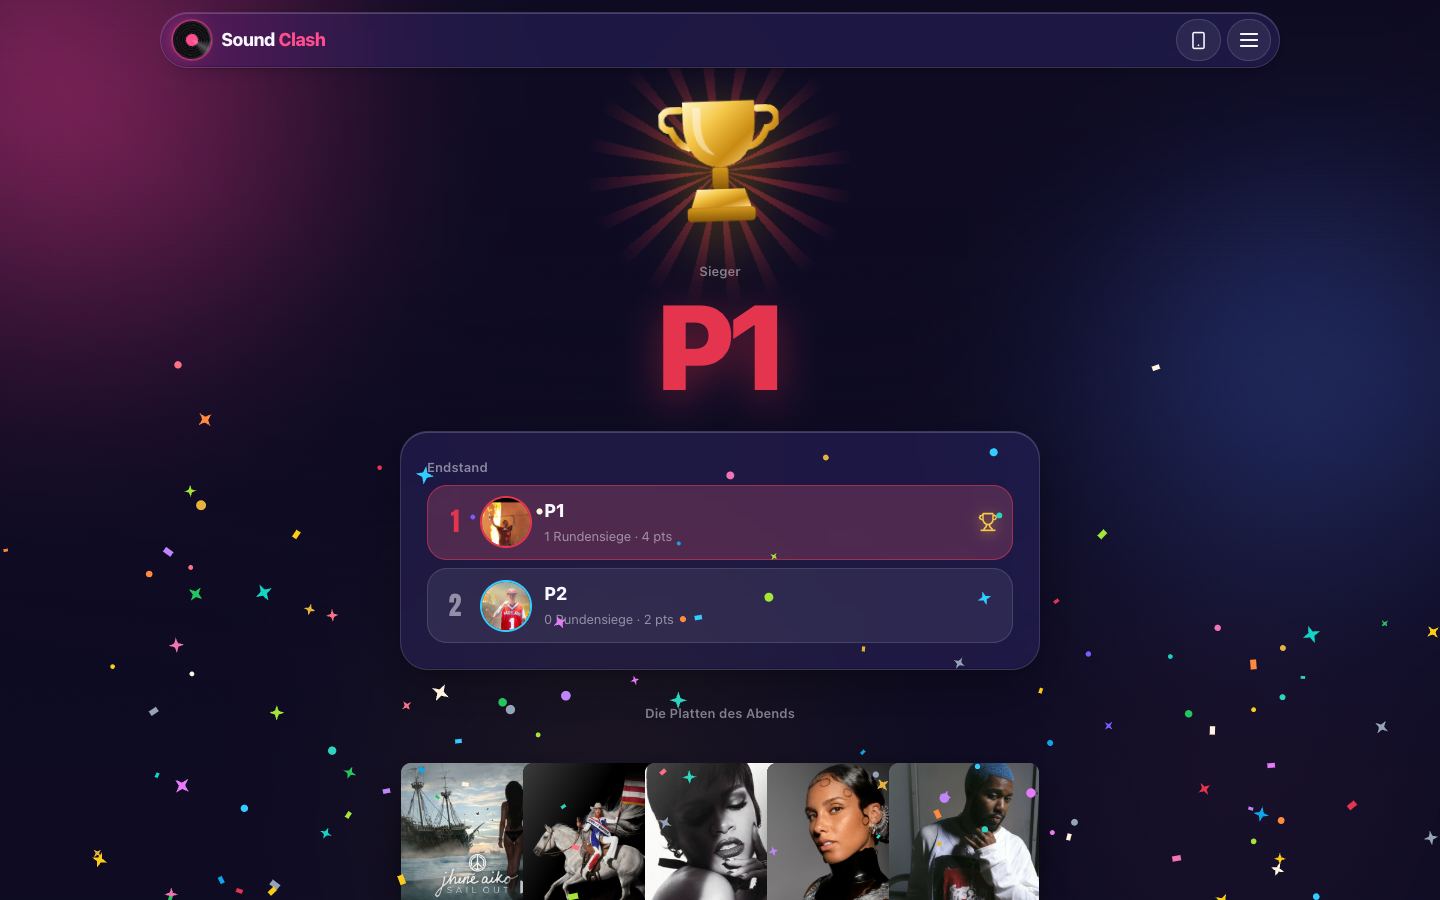 Sound Clash
Sieger
P1
Endstand
1
P1
1 Rundensiege · 4 pts
2
P2
0 Rundensiege · 2 pts
Die Platten des Abends
jhené aiko
SAIL OUT